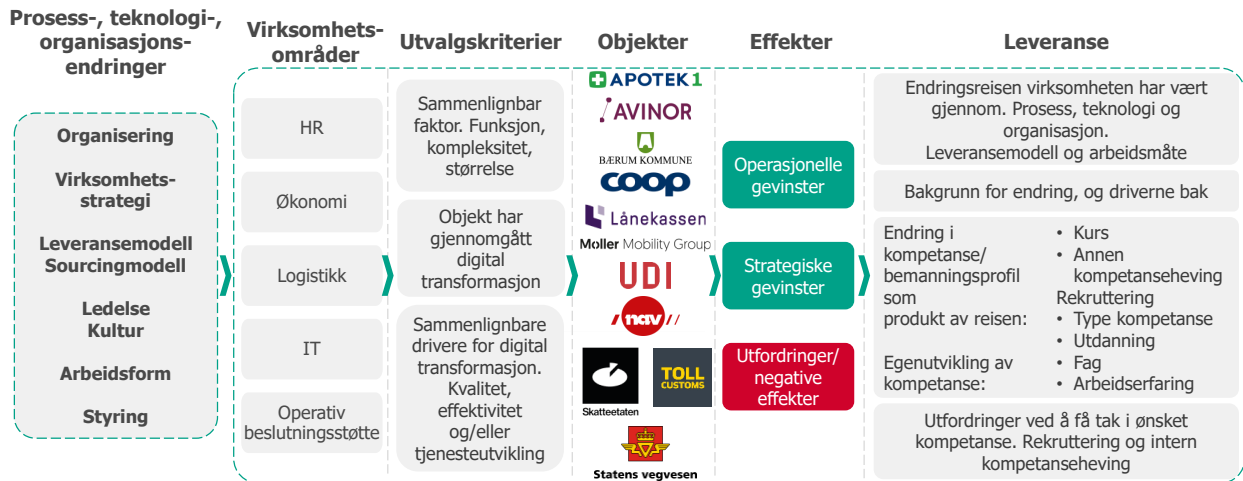 Prosess-, teknologi-,
organisasjons-
endringer
Organisering
Virksomhets-
strategi
Leveransemodell
Sourcingmodell
Ledelse
Kultur
Arbeidsform
Styring
Virksomhets-
områder
HR
Økonomi
Logistikk
IT
Operativ
beslutningsstøtte
Utvalgskriterier
Sammenlignbar
faktor. Funksjon,
kompleksitet,
størrelse
Objekt har
gjennomgått
digital
transformasjon
Sammenlignbare
drivere for digital
transformasjon.
Kvalitet,
effektivitet
og/eller
tjenesteutvikling
Objekter
APOTEK 1
AVINOR
BÆRUM KOMMUNE
coop
Lånekassen
Møller Mobility Group
UDI
nav
Skatteetaten
TOLL
CUSTOMS
Statens vegvesen
Effekter
Operasjonelle
gevinster
Strategiske
gevinster
Utfordringer/
negative
effekter
Leveranse
Endringsreisen virksomheten har vært
gjennom. Prosess, teknologi og
organisasjon.
Leveransemodell og arbeidsmåte
Bakgrunn for endring, og driverne bak
Endring i
kompetanse/
bemanningsprofil
som
produkt av reisen:
Egenutvikling av
kompetanse:
• Kurs
• Annen
kompetanseheving
Rekruttering
• Type kompetanse
• Utdanning
• Fag
• Arbeidserfaring
Utfordringer ved å få tak i ønsket
kompetanse. Rekruttering og intern
kompetanseheving